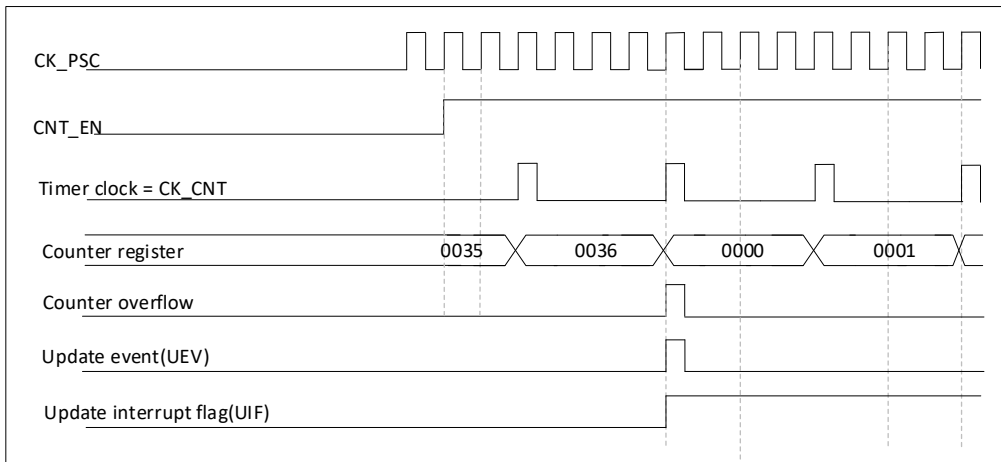 CK_PSC
CNT_EN
Timer clock = CK_CNT
Counter register 0035 0036 0000 0001
Counter overflow
Update event(UEV)
Update interrupt flag(UIF)